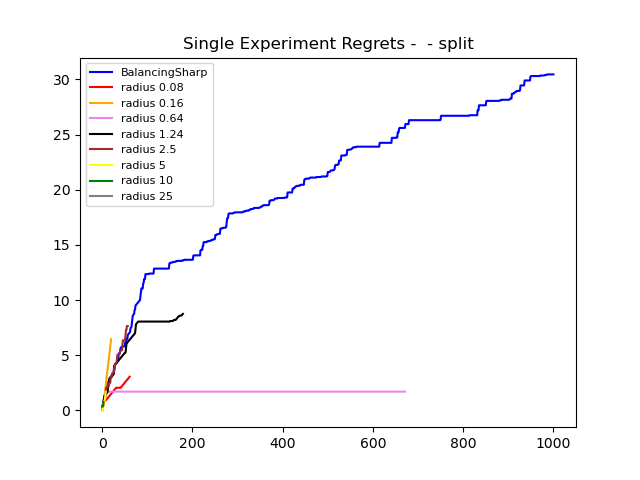 Single Experiment Regrets -  - split
BalancingSharp
radius 0.08
radius 0.16
radius 0.64
radius 1.24
radius 2.5
radius 5
radius 10
radius 25
30
25
20
15
10
5
0
0 200 400 600 800 1000